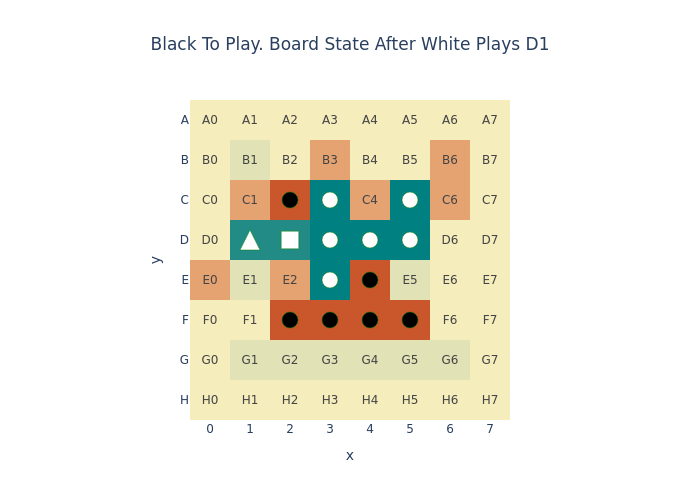 Black To Play. Board State After White Plays D1
A A0 A1 A2 A3 A4 A5 A6 A7
B B0 B1 B2 B3 B4 B5 B6 B7
C C0 C1 C4 C6 C7
y
D D0 D6 D7
E E0 E1 E2 E5 E6 E7
F F0 F1 F6 F7
G G0 G1 G2 G3 G4 G5 G6 G7
H H0 H1 H2 H3 H4 H5 H6 H7
0 1 2 3 4 5 6 7
x